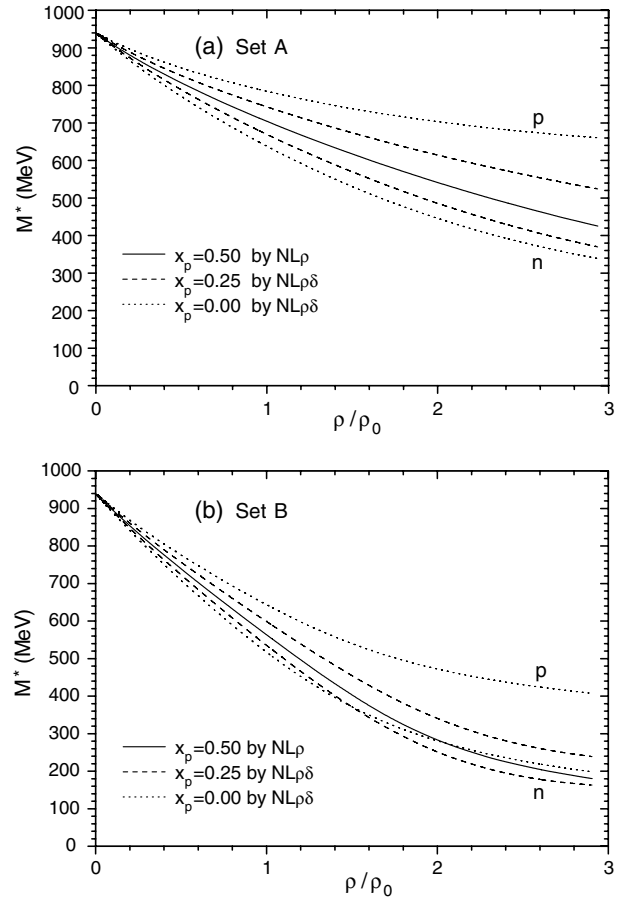 1000
900
800
700
600
500
400
300
200
100
0
M* (MeV)
(a) Set A
p
n
x_p=0.50 by NLρ
x_p=0.25 by NLρδ
x_p=0.00 by NLρδ
0 1 2 3
ρ/ρ_0
1000
900
800
700
600
500
400
300
200
100
0
M* (MeV)
(b) Set B
p
n
x_p=0.50 by NLρ
x_p=0.25 by NLρδ
x_p=0.00 by NLρδ
0 1 2 3
ρ/ρ_0